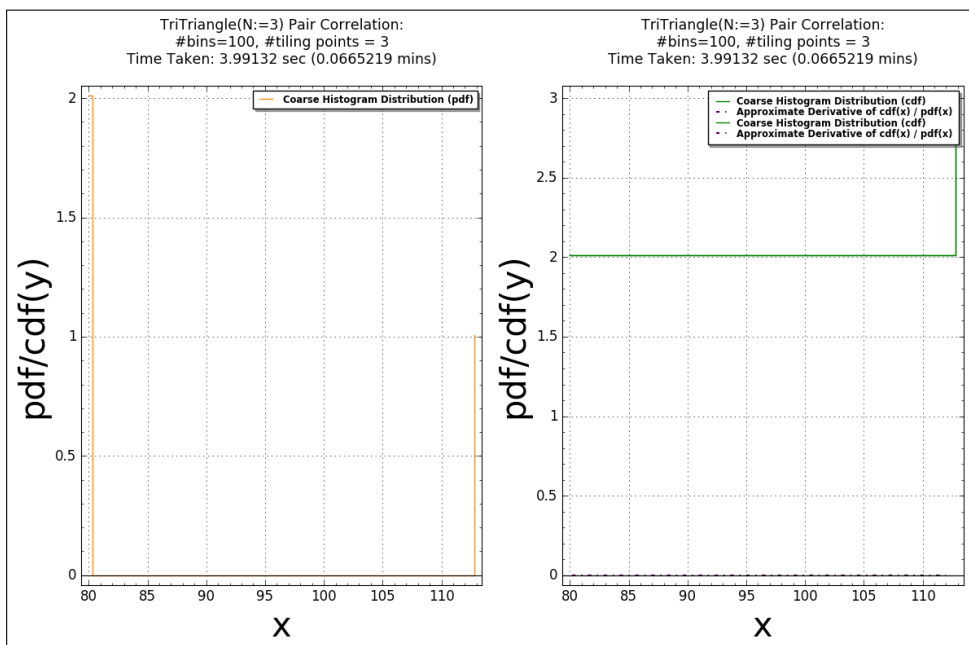 TriTriangle(N:=3) Pair Correlation:
#bins=100, #tiling points = 3
Time Taken: 3.99132 sec (0.0665219 mins)
Coarse Histogram Distribution (pdf)
2
1.5
1
0.5
0
80
85
90
95
100
105
110
pdf/cdf(y)
x
TriTriangle(N:=3) Pair Correlation:
#bins=100, #tiling points = 3
Time Taken: 3.99132 sec (0.0665219 mins)
Coarse Histogram Distribution (cdf)
Approximate Derivative of cdf(x) / pdf(x)
Coarse Histogram Distribution (cdf)
Approximate Derivative of cdf(x) / pdf(x)
3
2.5
2
1.5
1
0.5
0
80
85
90
95
100
105
110
pdf/cdf(y)
x